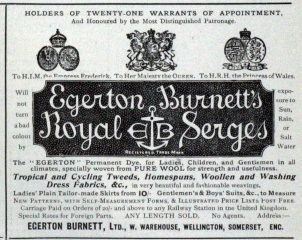 HOLDERS OF TWENTY-ONE WARRANTS OF APPOINTMENT,
And Honoured by the Most Distinguished Patronage.
To H.I.M. the Empress Frederick. To Her Majesty the QUEEN. To H.R.H. the Princess of Wales.
Will not turn a bad colour by
Egerton Burnett's
Royal EB Serges
REGISTERED TRADE MARK
exposure to Sun, Rain, or Salt Water
The "EGERTON" Permanent Dye, for Ladies, Children, and Gentlemen in all
climates, specially woven from PURE WOOL for strength and usefulness.
Tropical and Cycling Tweeds, Homespuns, Woollen and Washing
Dress Fabrics, &c., in very beautiful and fashionable weavings.
Ladies' Plain Tailor-made Skirts from 10/- Gentlemen's & Boys' Suits, &c., to Measure
NEW PATTERNS, WITH SELF-MEASUREMENT FORMS, & ILLUSTRATED PRICE LISTS POST FREE.
Carriage Paid on Orders of 20/- and above to any Railway Station in the United Kingdom.
Special Rates for Foreign Parts. ANY LENGTH SOLD. No Agents. Address:—
EGERTON BURNETT, LTD., W. WAREHOUSE, WELLINGTON, SOMERSET, ENG.